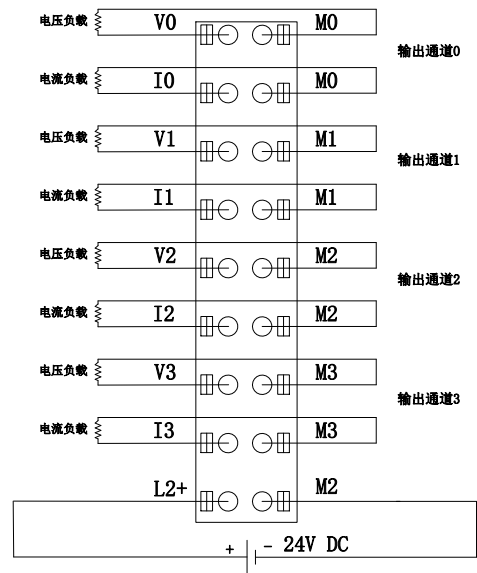 电压负载 V0 M0
输出通道0
电流负载 I0 M0
电压负载 V1 M1
输出通道1
电流负载 I1 M1
电压负载 V2 M2
输出通道2
电流负载 I2 M2
电压负载 V3 M3
输出通道3
电流负载 I3 M3
L2+ M2
+ - 24V DC